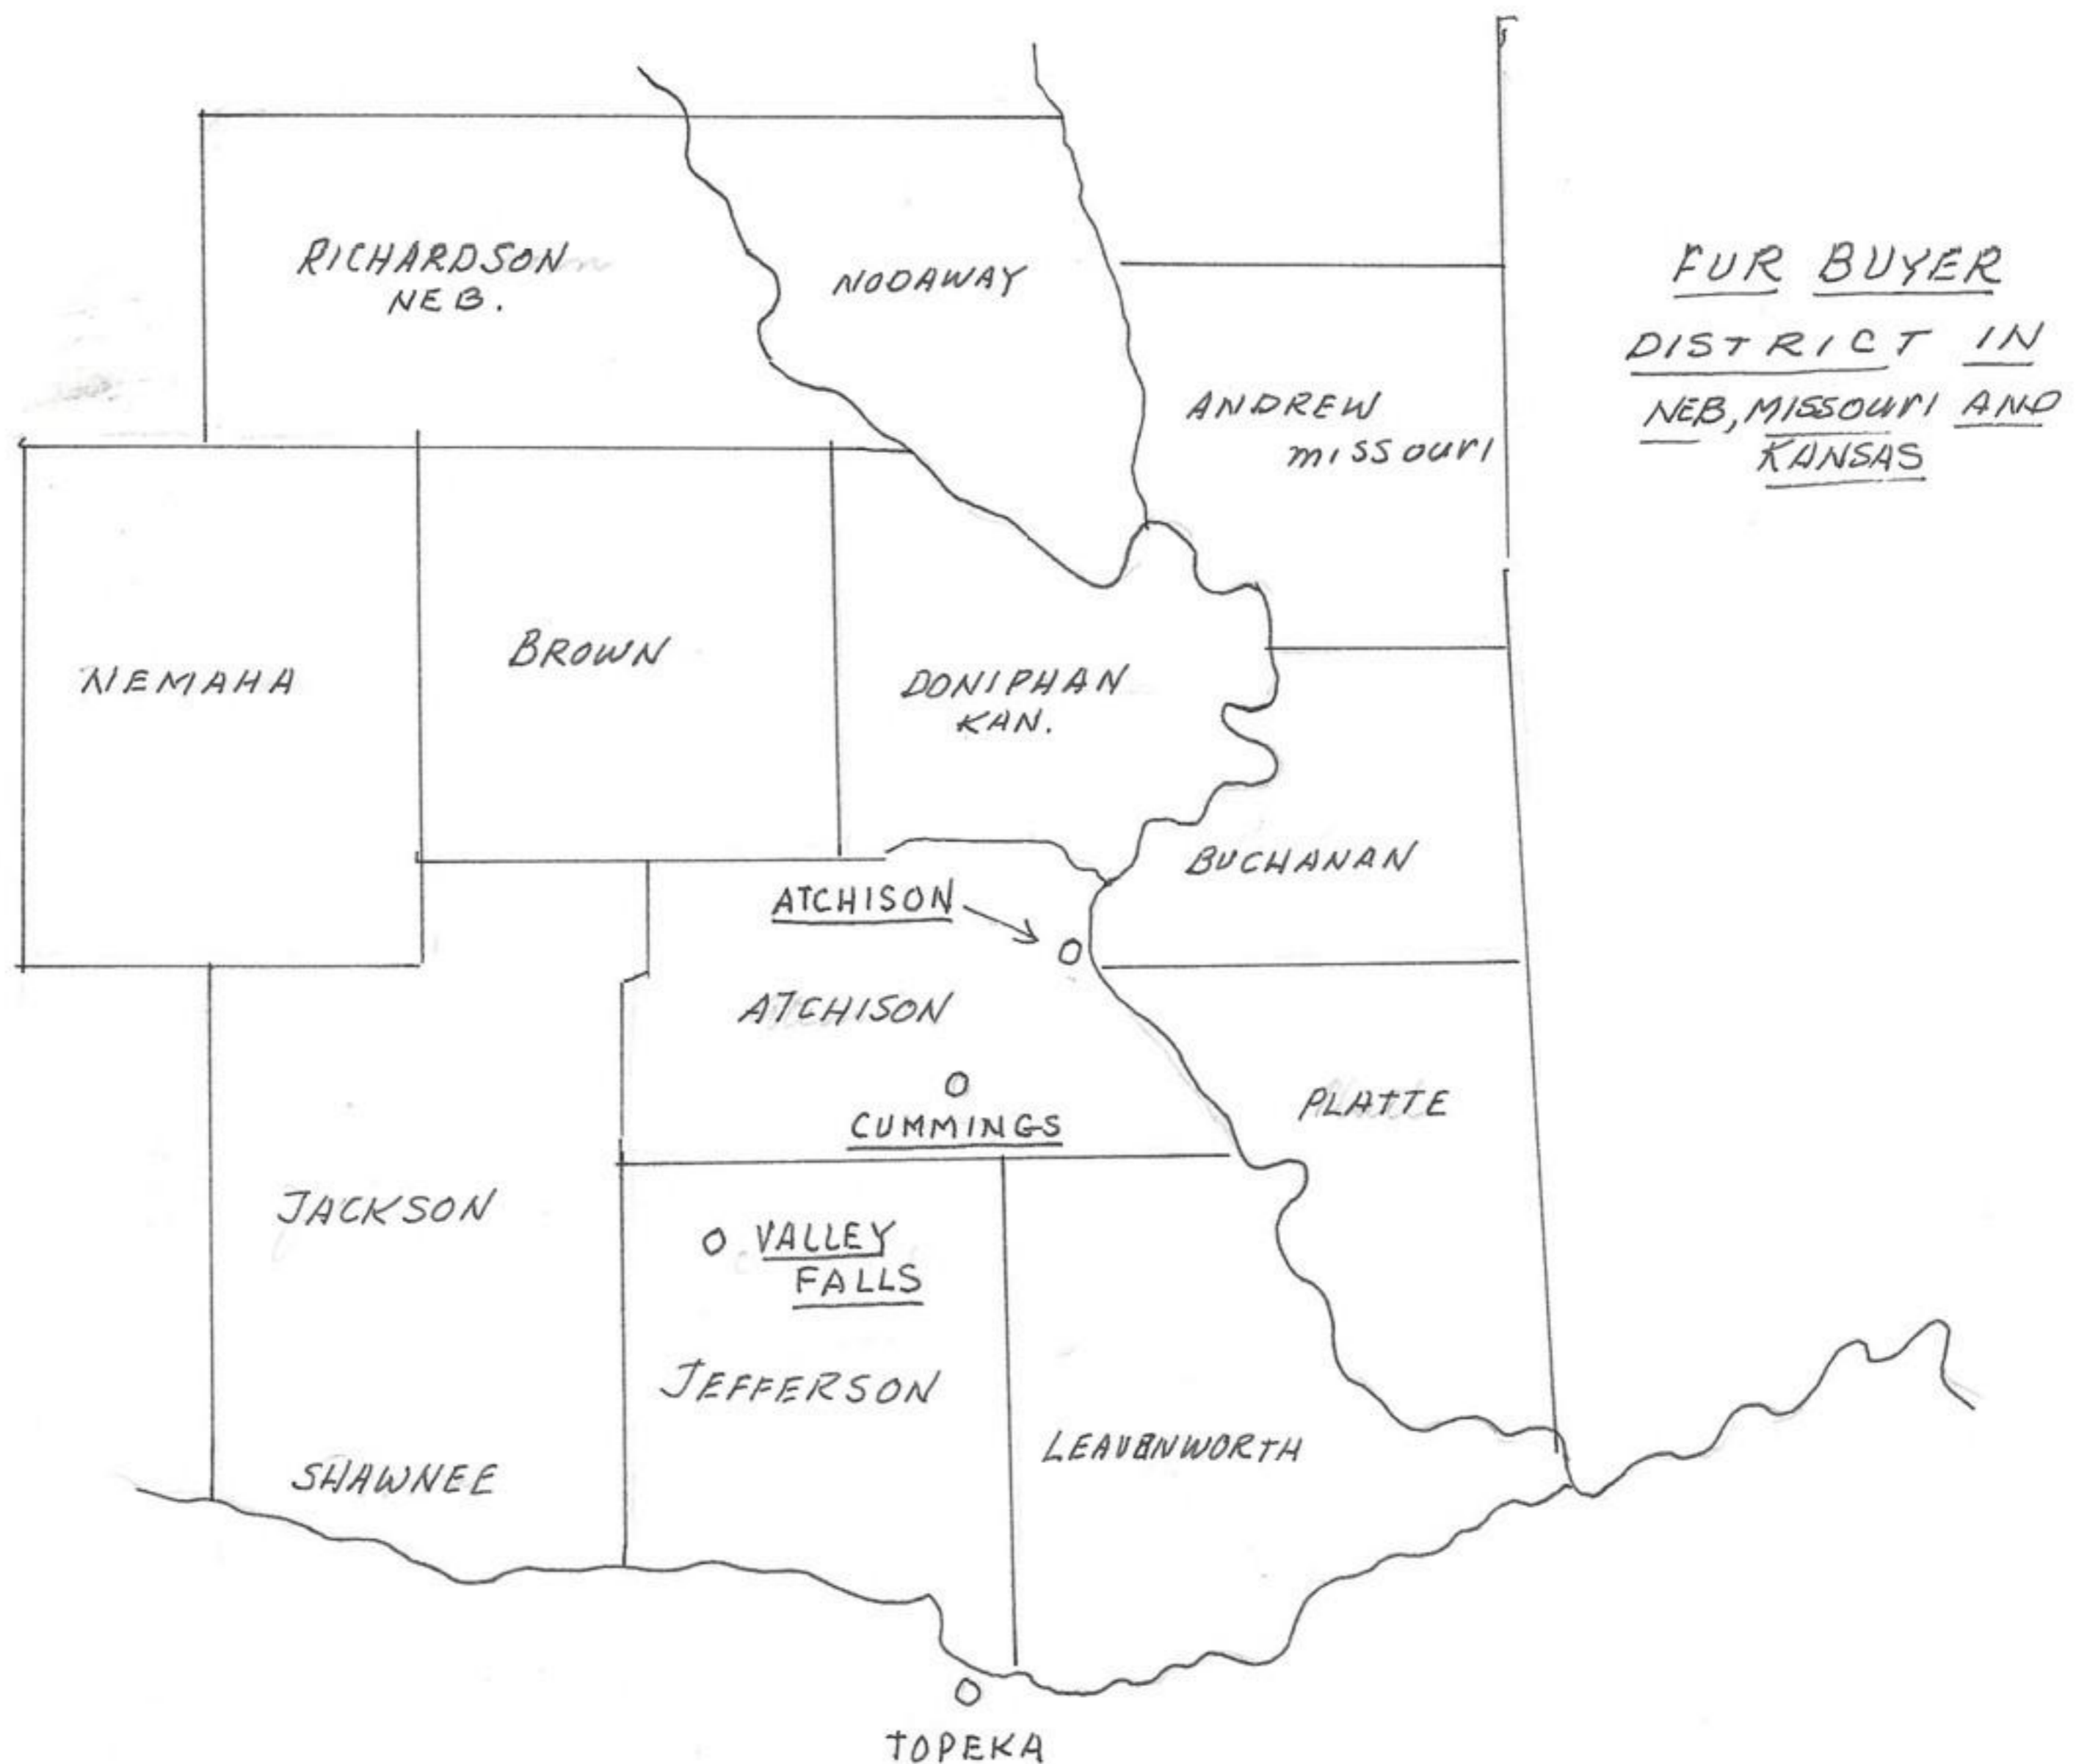 RICHARDSON
NEB.
NODAWAY
FUR BUYER
DISTRICT IN
NEB, MISSOURI AND
KANSAS
ANDREW
MISSOURI
NEMAHA
BROWN
DONIPHAN
KAN.
BUCHANAN
ATCHISON
ATCHISON
CUMMINGS
PLATTE
JACKSON
VALLEY
FALLS
JEFFERSON
LEAVENWORTH
SHAWNEE
TOPEKA